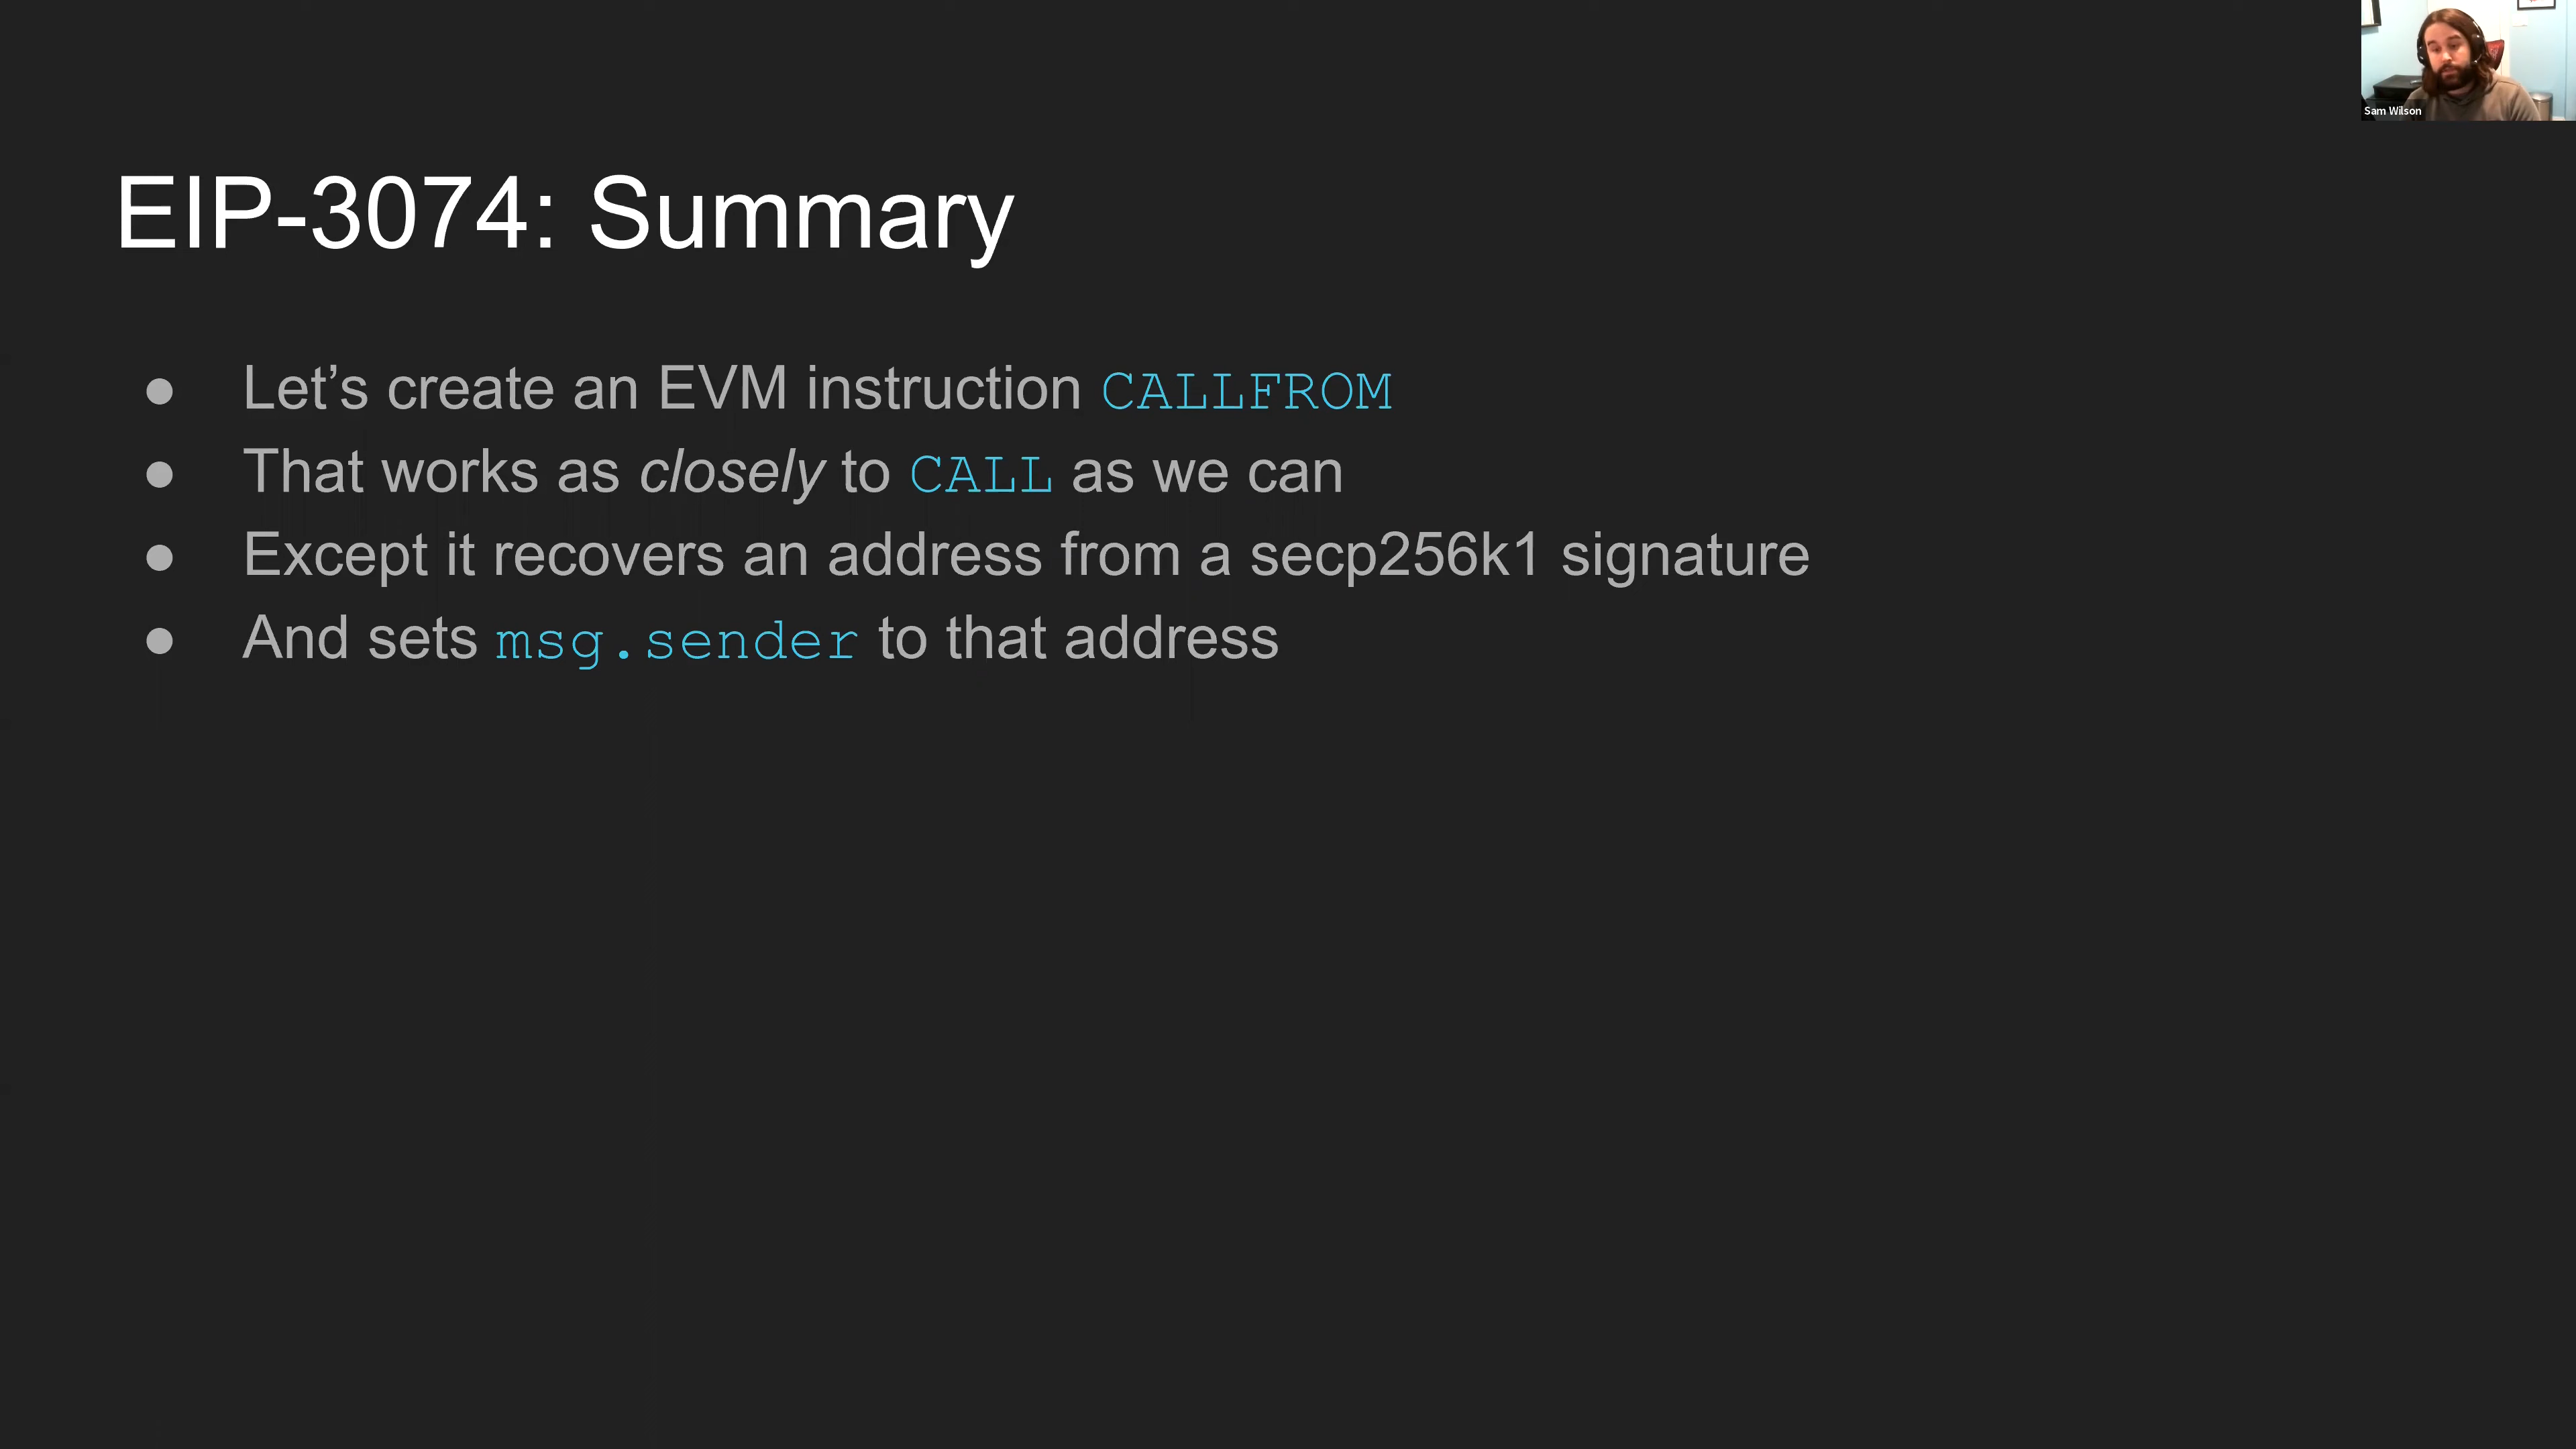 Sam Wilson
EIP-3074: Summary
● Let’s create an EVM instruction CALLFROM
● That works as closely to CALL as we can
● Except it recovers an address from a secp256k1 signature
● And sets msg.sender to that address